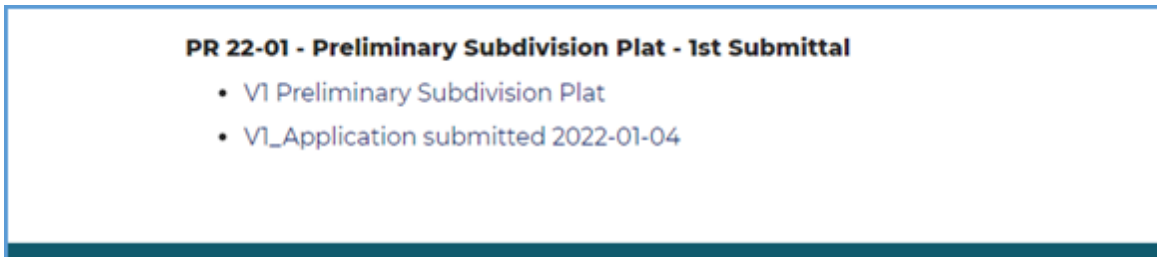 PR 22-01 - Preliminary Subdivision Plat - 1st Submittal
• V1 Preliminary Subdivision Plat
• V1_Application submitted 2022-01-04